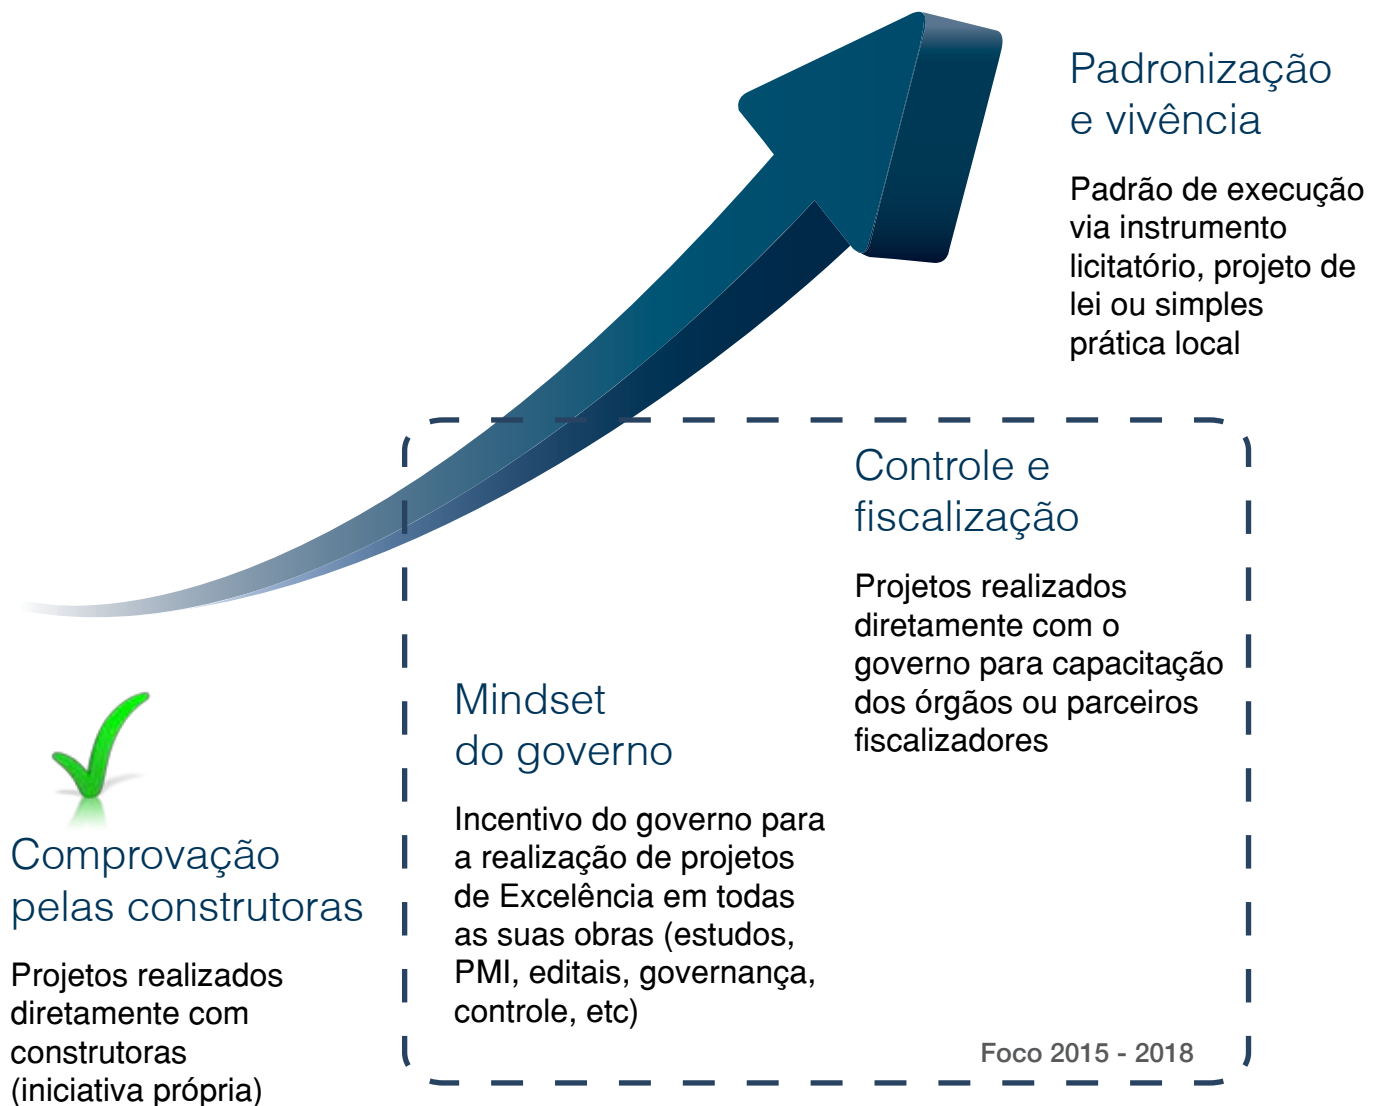 Padronização
e vivência
Padrão de execução
via instrumento
licitatório, projeto de
lei ou simples
prática local
Controle e
fiscalização
Projetos realizados
diretamente com o
governo para capacitação
dos órgãos ou parceiros
fiscalizadores
Mindset
do governo
Incentivo do governo para
a realização de projetos
de Excelência em todas
as suas obras (estudos,
PMI, editais, governança,
controle, etc)
Comprovação
pelas construtoras
Projetos realizados
diretamente com
construtoras
(iniciativa própria)
Foco 2015 - 2018